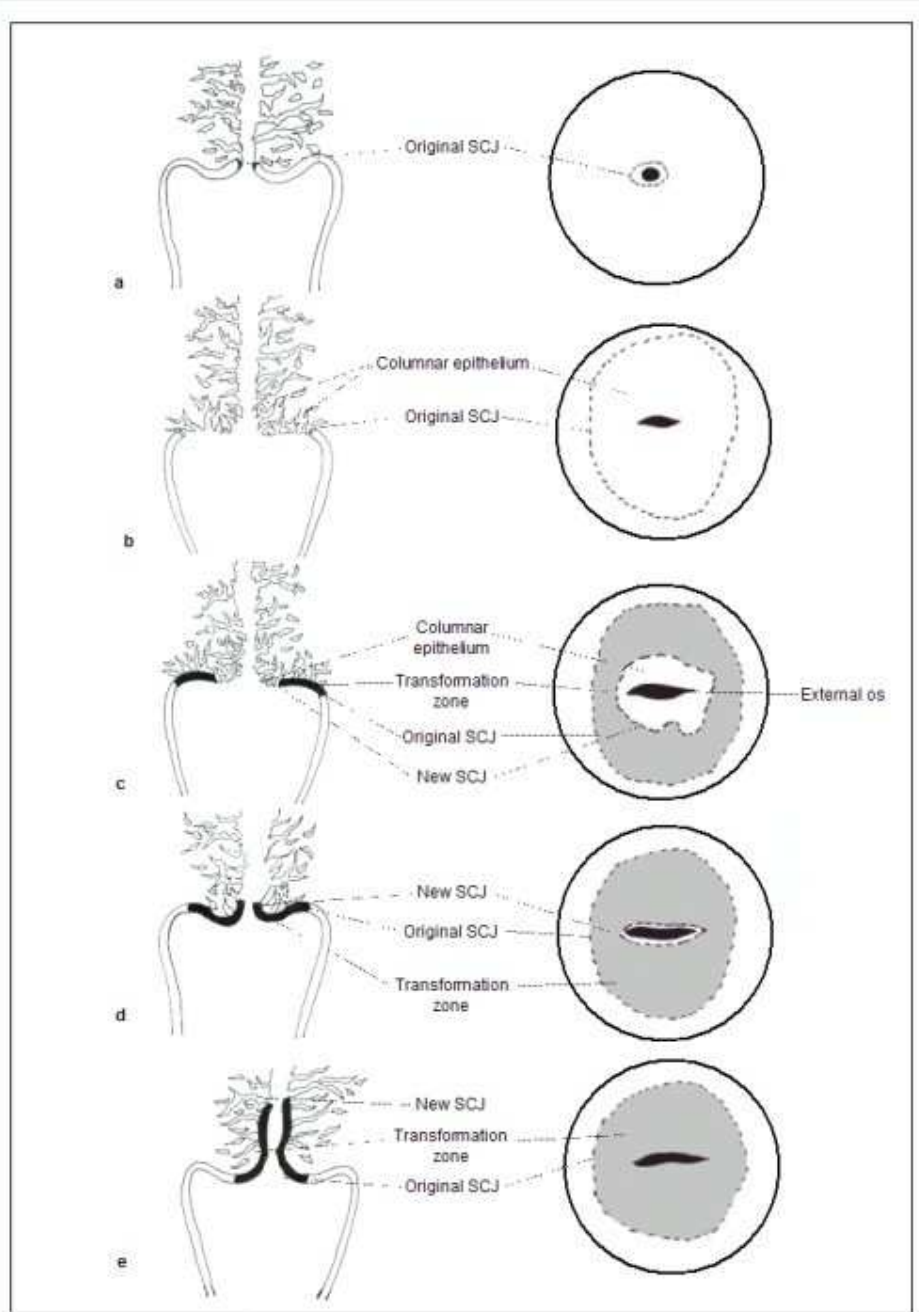 Original SCJ
a
Columnar epithelium
Original SCJ
b
Columnar
epithelium
Transformation
zone
External os
Original SCJ
New SCJ
c
New SCJ
Original SCJ
Transformation
zone
d
New SCJ
Transformation
zone
Original SCJ
e